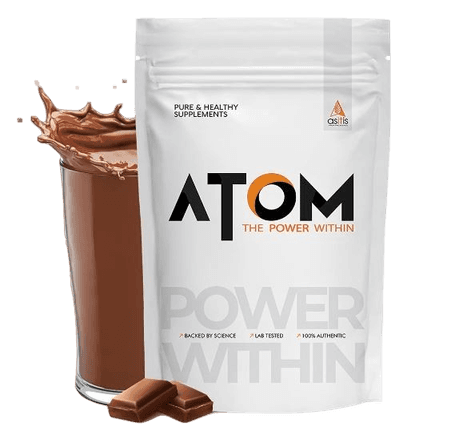 asitis
PURE & HEALTHY
SUPPLEMENTS
ATOM
THE POWER WITHIN
POWER
↗ BACKED BY SCIENCE ↗ LAB TESTED ↗ 100% AUTHENTIC
WITHIN